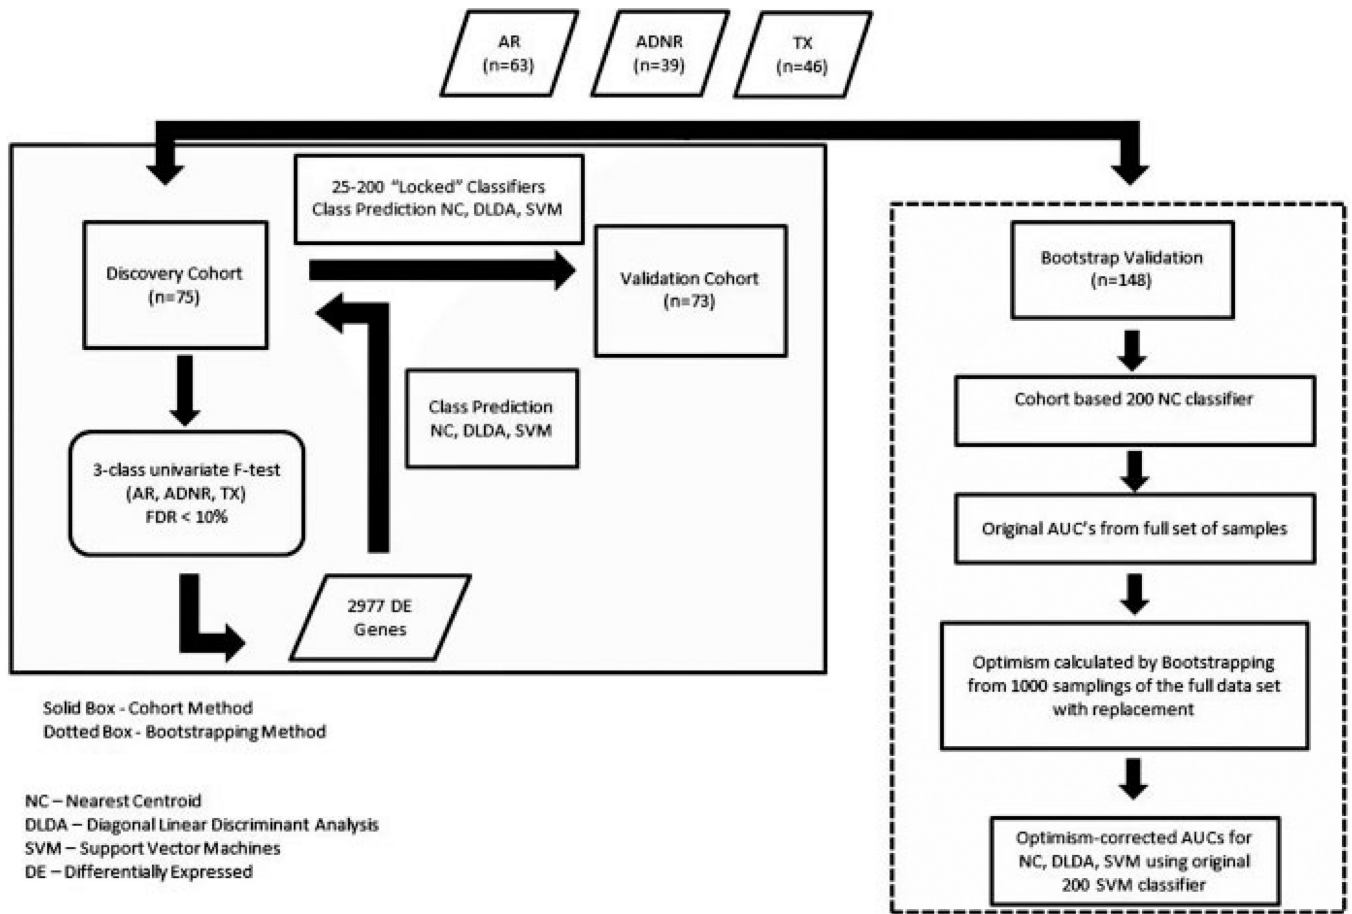 AR
(n=63)
ADNR
(n=39)
TX
(n=46)
25-200 “Locked” Classifiers
Class Prediction NC, DLDA, SVM
Discovery Cohort
(n=75)
Validation Cohort
(n=73)
Class Prediction
NC, DLDA, SVM
3-class univariate F-test
(AR, ADNR, TX)
FDR < 10%
2977 DE
Genes
Bootstrap Validation
(n=148)
Cohort based 200 NC classifier
Original AUC's from full set of samples
Optimism calculated by Bootstrapping
from 1000 samplings of the full data set
with replacement
Optimism-corrected AUCs for
NC, DLDA, SVM using original
200 SVM classifier
Solid Box - Cohort Method
Dotted Box - Bootstrapping Method
NC – Nearest Centroid
DLDA – Diagonal Linear Discriminant Analysis
SVM – Support Vector Machines
DE – Differentially Expressed